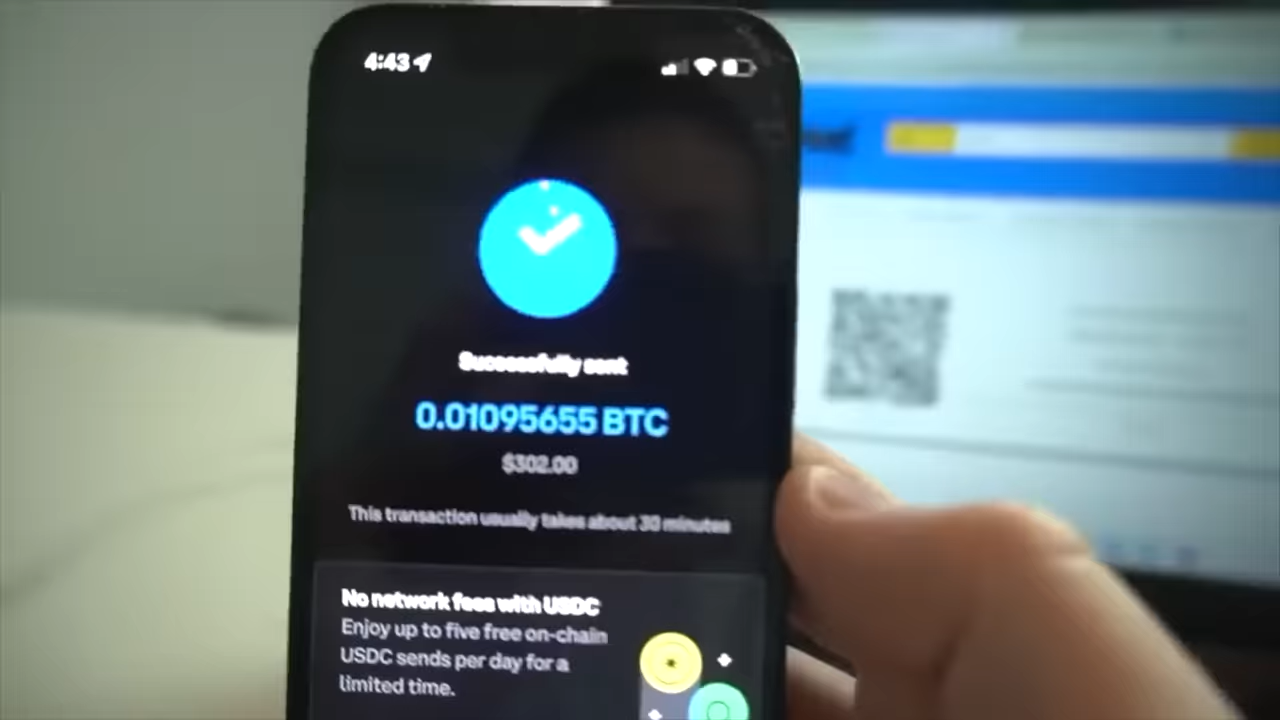 4:43
Successfully sent
0.01095655 BTC
$302.00
This transaction usually takes about 30 minutes
No network fees with USDC
Enjoy up to five free on-chain
USDC sends per day for a
limited time.